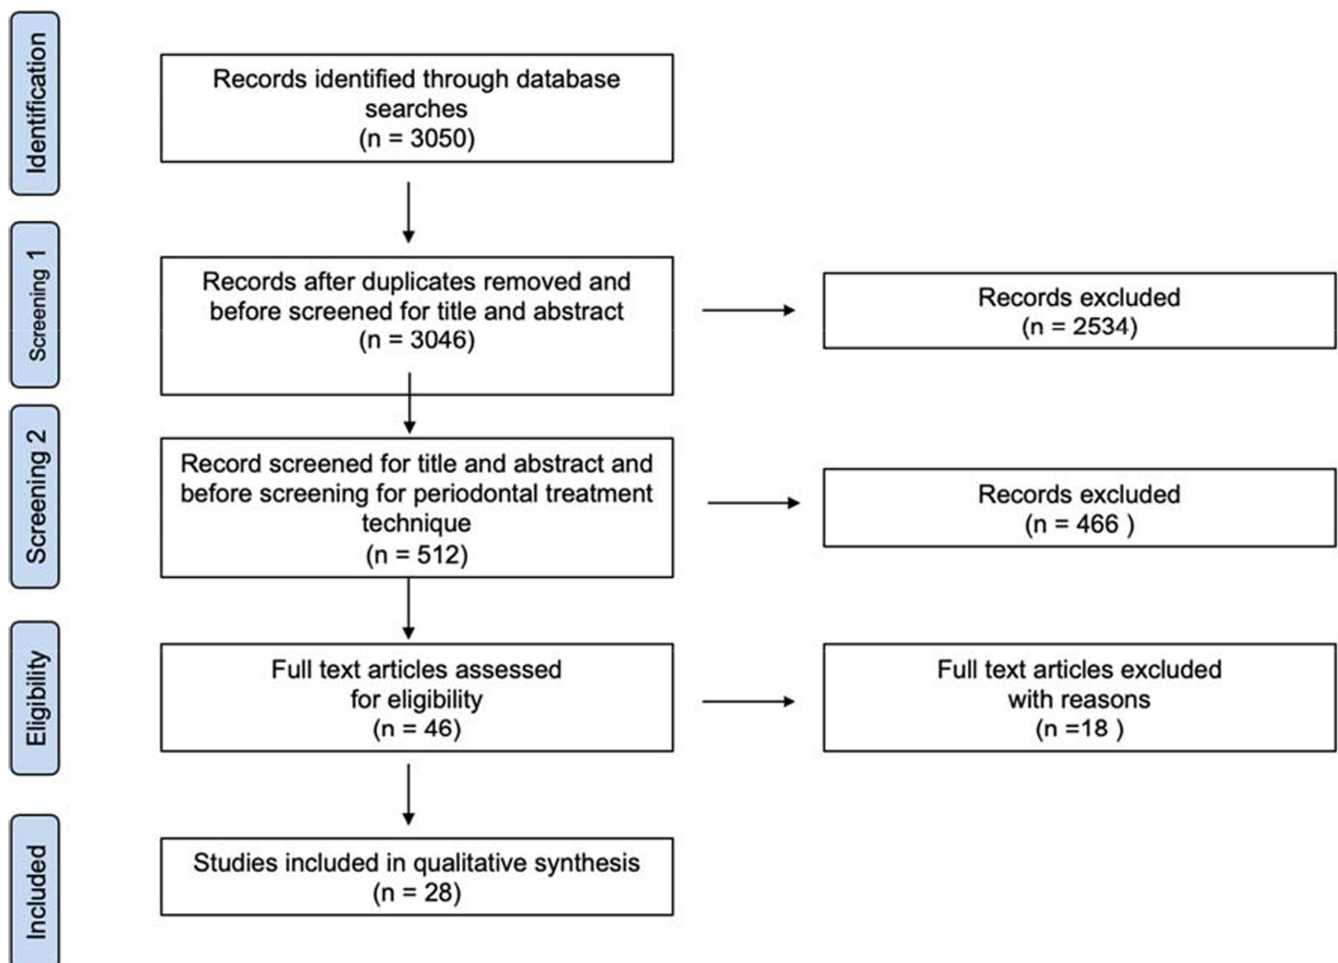 Identification
Records identified through database
searches
(n = 3050)
Screening 1
Records after duplicates removed and
before screened for title and abstract
(n = 3046)
Records excluded
(n = 2534)
Screening 2
Record screened for title and abstract and
before screening for periodontal treatment
technique
(n = 512)
Records excluded
(n = 466 )
Eligibility
Full text articles assessed
for eligibility
(n = 46)
Full text articles excluded
with reasons
(n =18 )
Included
Studies included in qualitative synthesis
(n = 28)